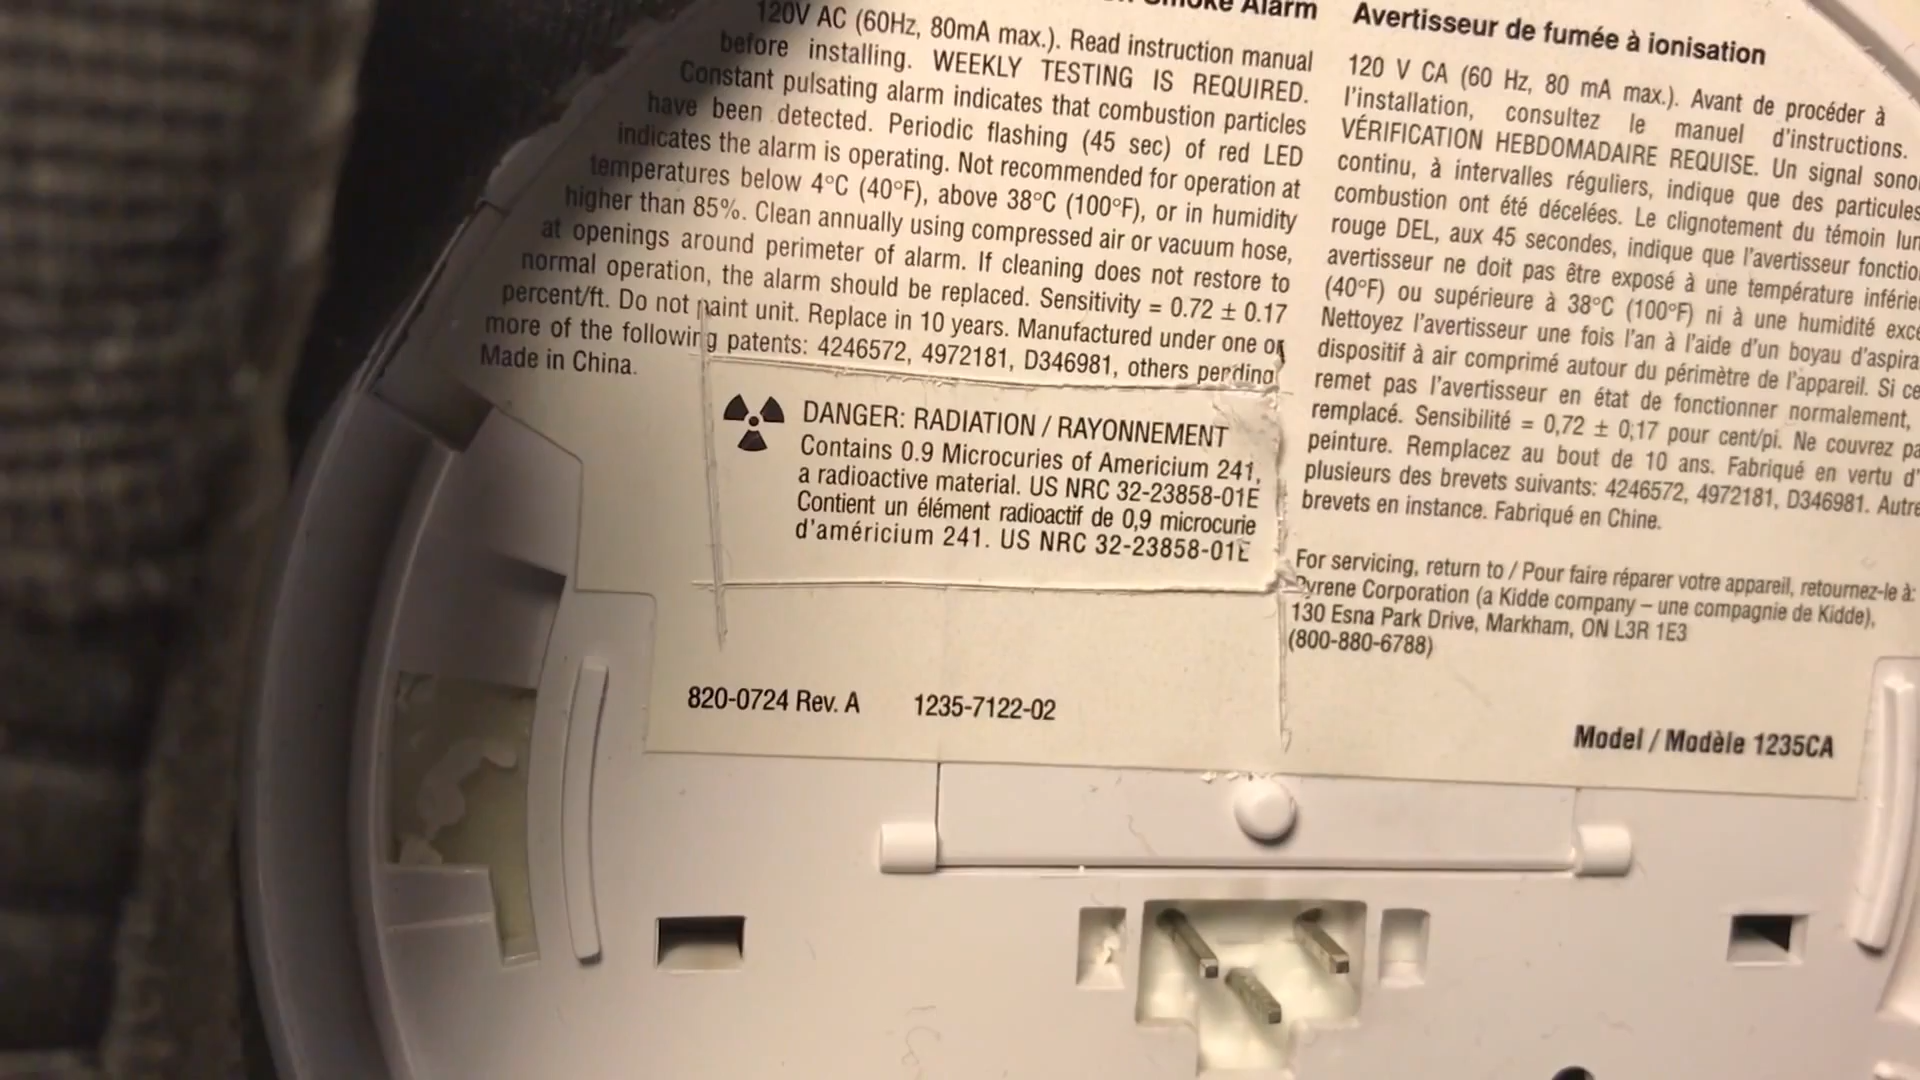 Smoke Alarm
120V AC (60Hz, 80mA max.). Read instruction manual
before installing. WEEKLY TESTING IS REQUIRED.
Constant pulsating alarm indicates that combustion particles
have been detected. Periodic flashing (45 sec) of red LED
indicates the alarm is operating. Not recommended for operation at
temperatures below 4°C (40°F), above 38°C (100°F), or in humidity
higher than 85%. Clean annually using compressed air or vacuum hose,
at openings around perimeter of alarm. If cleaning does not restore to
normal operation, the alarm should be replaced. Sensitivity = 0.72 ± 0.17
percent/ft. Do not paint unit. Replace in 10 years. Manufactured under one or
more of the following patents: 4246572, 4972181, D346981, others pending
Made in China.
DANGER: RADIATION / RAYONNEMENT
Contains 0.9 Microcuries of Americium 241,
a radioactive material. US NRC 32-23858-01E
Contient un élément radioactif de 0,9 microcurie
d'américium 241. US NRC 32-23858-01E
820-0724 Rev. A 1235-7122-02
Avertisseur de fumée à ionisation
120 V CA (60 Hz, 80 mA max.). Avant de procéder à
l'installation, consultez le manuel d'instructions.
VÉRIFICATION HEBDOMADAIRE REQUISE. Un signal
continu, à intervalles réguliers, indique que des particules
combustion ont été décelées. Le clignotement du témoin
rouge DEL, aux 45 secondes, indique que l'avertisseur
avertisseur ne doit pas être exposé à une température
(40°F) ou supérieure à 38°C (100°F) ni à une humidité
Nettoyez l'avertisseur une fois l'an à l'aide d'un boyau
dispositif à air comprimé autour du périmètre de l'appareil. Si
remet pas l'avertisseur en état de fonctionner normalement,
remplacé. Sensibilité = 0,72 ± 0,17 pour cent/pi. Ne couvrez
peinture. Remplacez au bout de 10 ans. Fabriqué en vertu
plusieurs des brevets suivants: 4246572, 4972181, D346981.
brevets en instance. Fabriqué en Chine.
For servicing, return to / Pour faire réparer votre appareil, retournez-le à:
Pyrene Corporation (a Kidde company – une compagnie de Kidde),
130 Esna Park Drive, Markham, ON L3R 1E3
(800-880-6788)
Model / Modèle 1235CA